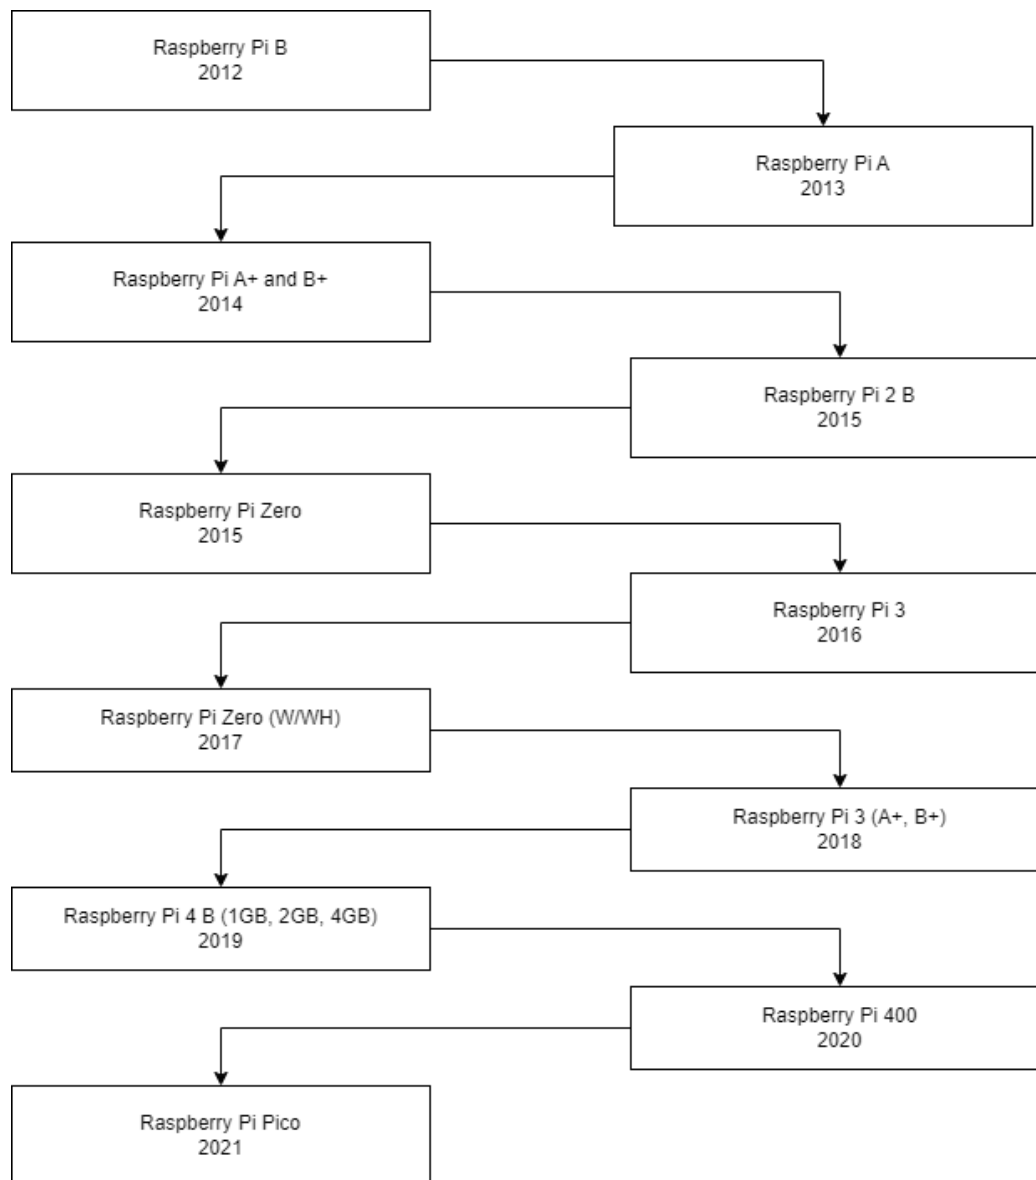 Raspberry Pi B
2012
Raspberry Pi A
2013
Raspberry Pi A+ and B+
2014
Raspberry Pi 2 B
2015
Raspberry Pi Zero
2015
Raspberry Pi 3
2016
Raspberry Pi Zero (W/WH)
2017
Raspberry Pi 3 (A+, B+)
2018
Raspberry Pi 4 B (1GB, 2GB, 4GB)
2019
Raspberry Pi 400
2020
Raspberry Pi Pico
2021